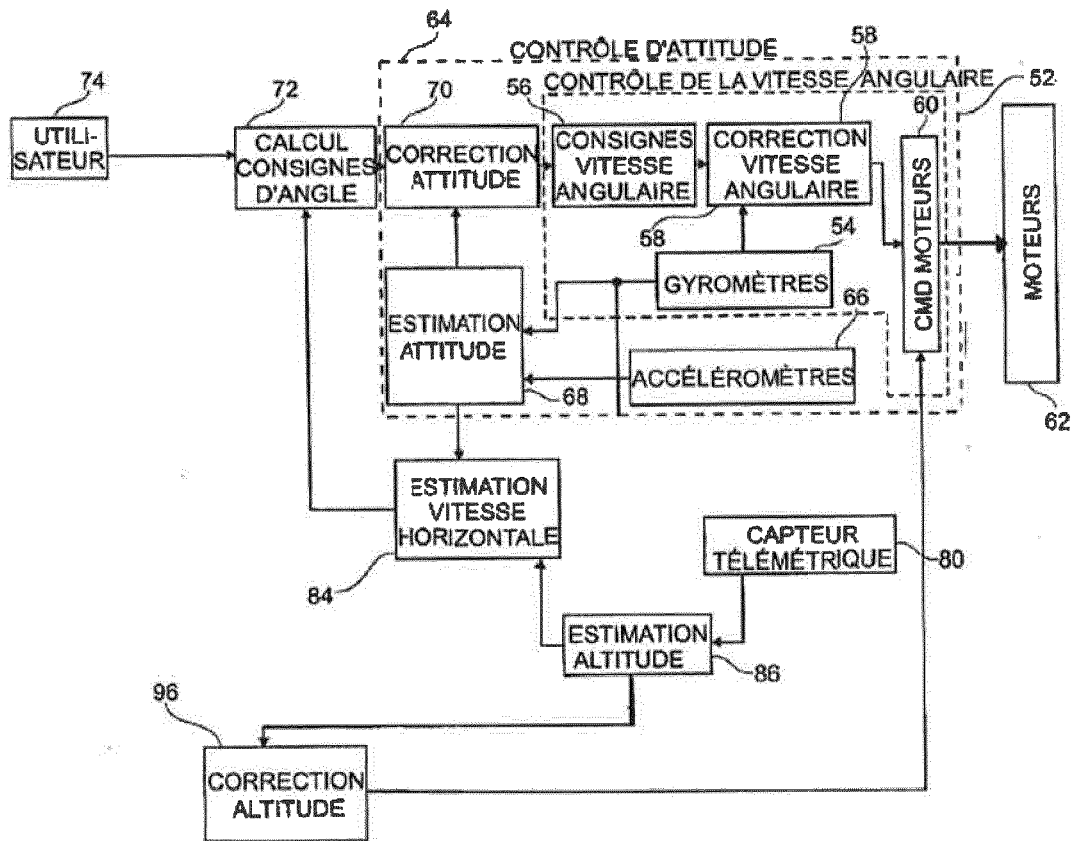 64
CONTRÔLE D'ATTITUDE
58
74
72
70
56
CONTRÔLE DE LA VITESSE ANGULAIRE
60
52
UTILI-
SATEUR
CALCUL
CONSIGNES
D'ANGLE
CORRECTION
ATTITUDE
CONSIGNES
VITESSE
ANGULAIRE
CORRECTION
VITESSE
ANGULAIRE
CMD MOTEURS
MOTEURS
58
54
GYROMÈTRES
ESTIMATION
ATTITUDE
66
ACCÉLÉROMÈTRES
68
62
ESTIMATION
VITESSE
HORIZONTALE
84
CAPTEUR
TÉLÉMÉTRIQUE
80
ESTIMATION
ALTITUDE
86
96
CORRECTION
ALTITUDE